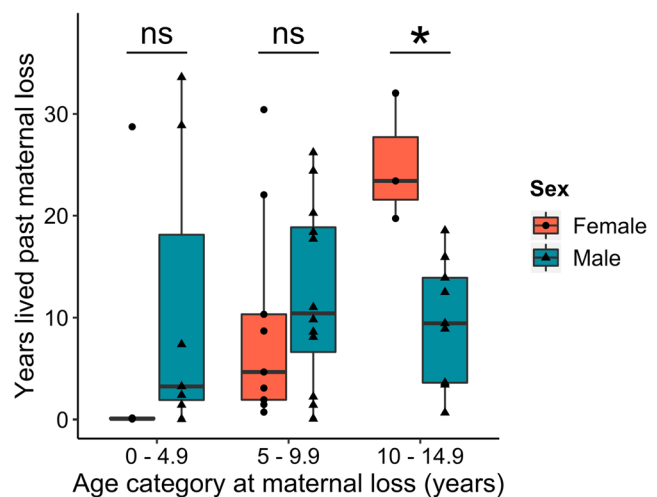 ns ns *
Years lived past maternal loss
30
20
10
0
0 - 4.9 5 - 9.9 10 - 14.9
Age category at maternal loss (years)
Sex
Female
Male